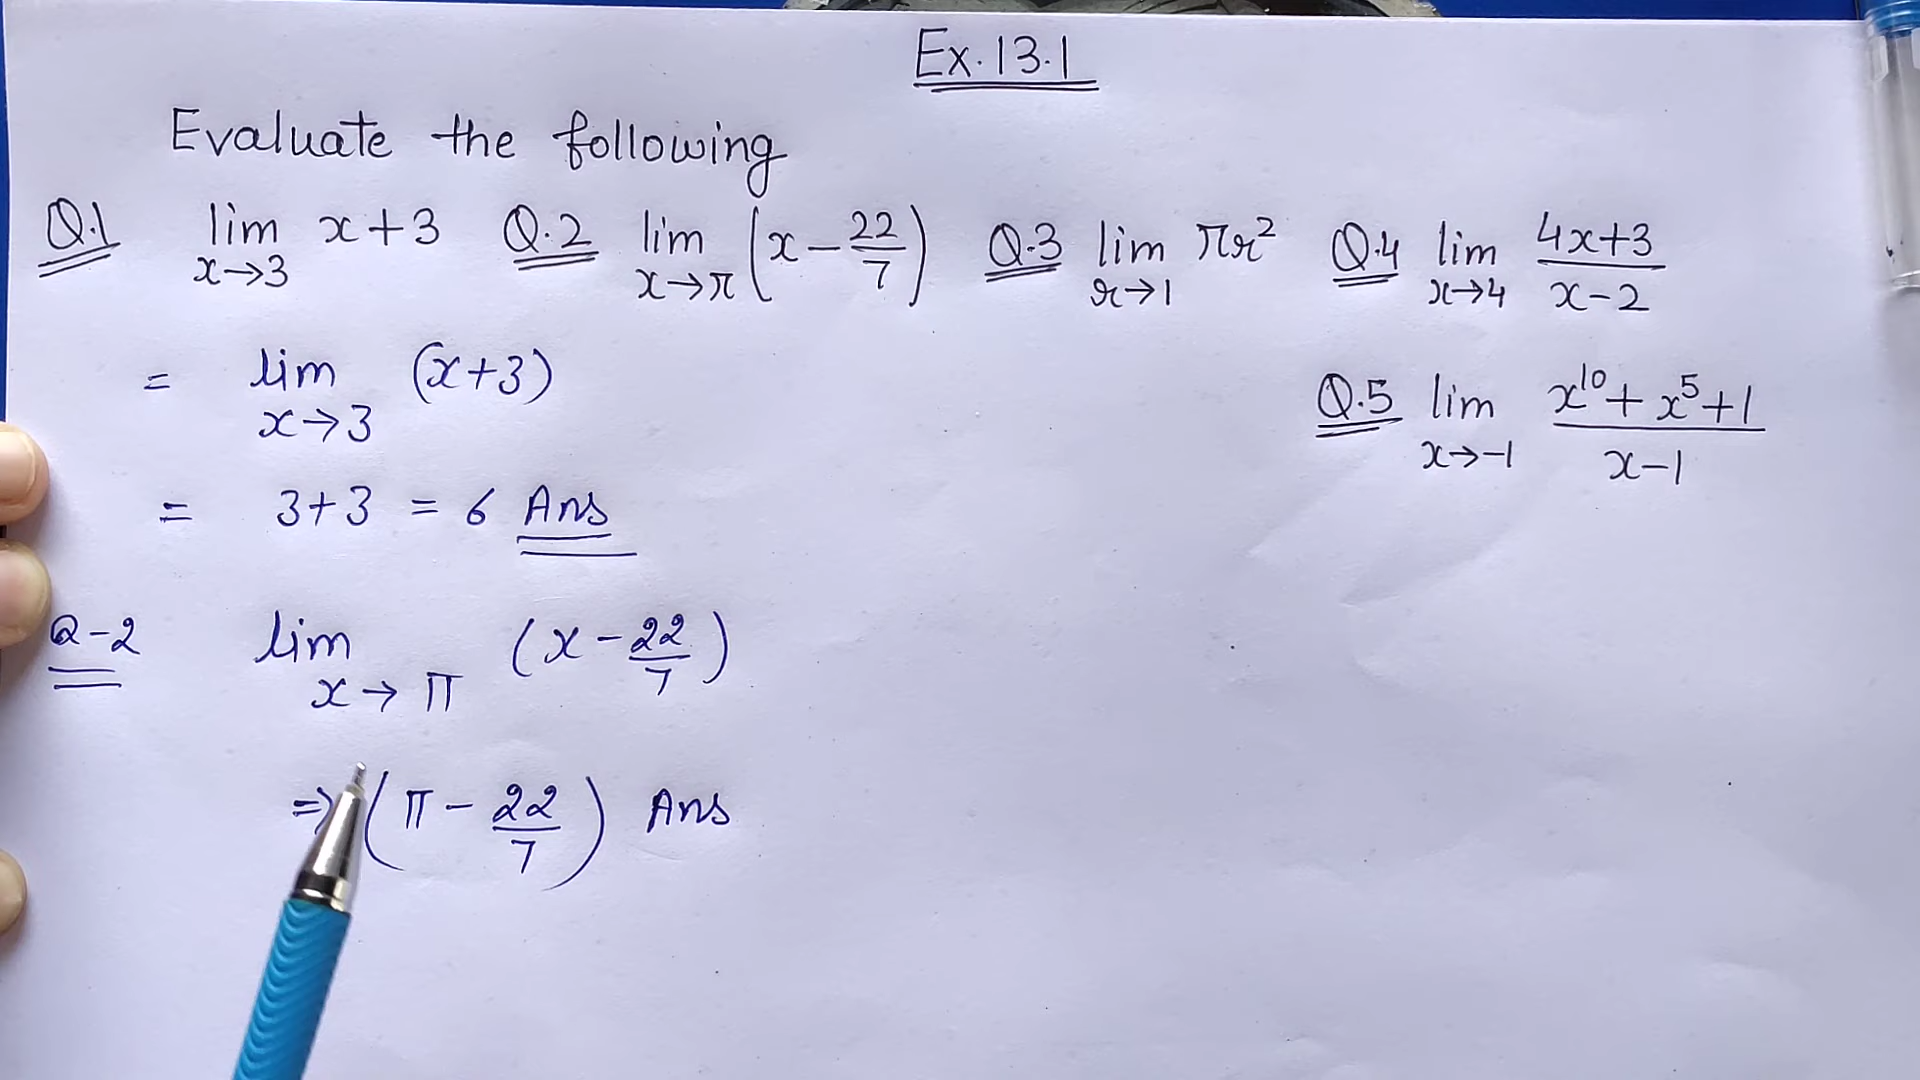 Ex. 13.1
Evaluate the following
Q.1 lim x→3 x+3 Q.2 lim x→π (x − 22/7) Q.3 lim r→1 πr² Q.4 lim x→4 4x+3 / x−2
= lim x→3 (x+3)
Q.5 lim x→−1 x¹⁰ + x⁵ + 1 / x−1
= 3+3 = 6 Ans
Q-2 lim x→π (x − 22/7)
⇒ (π − 22/7) Ans